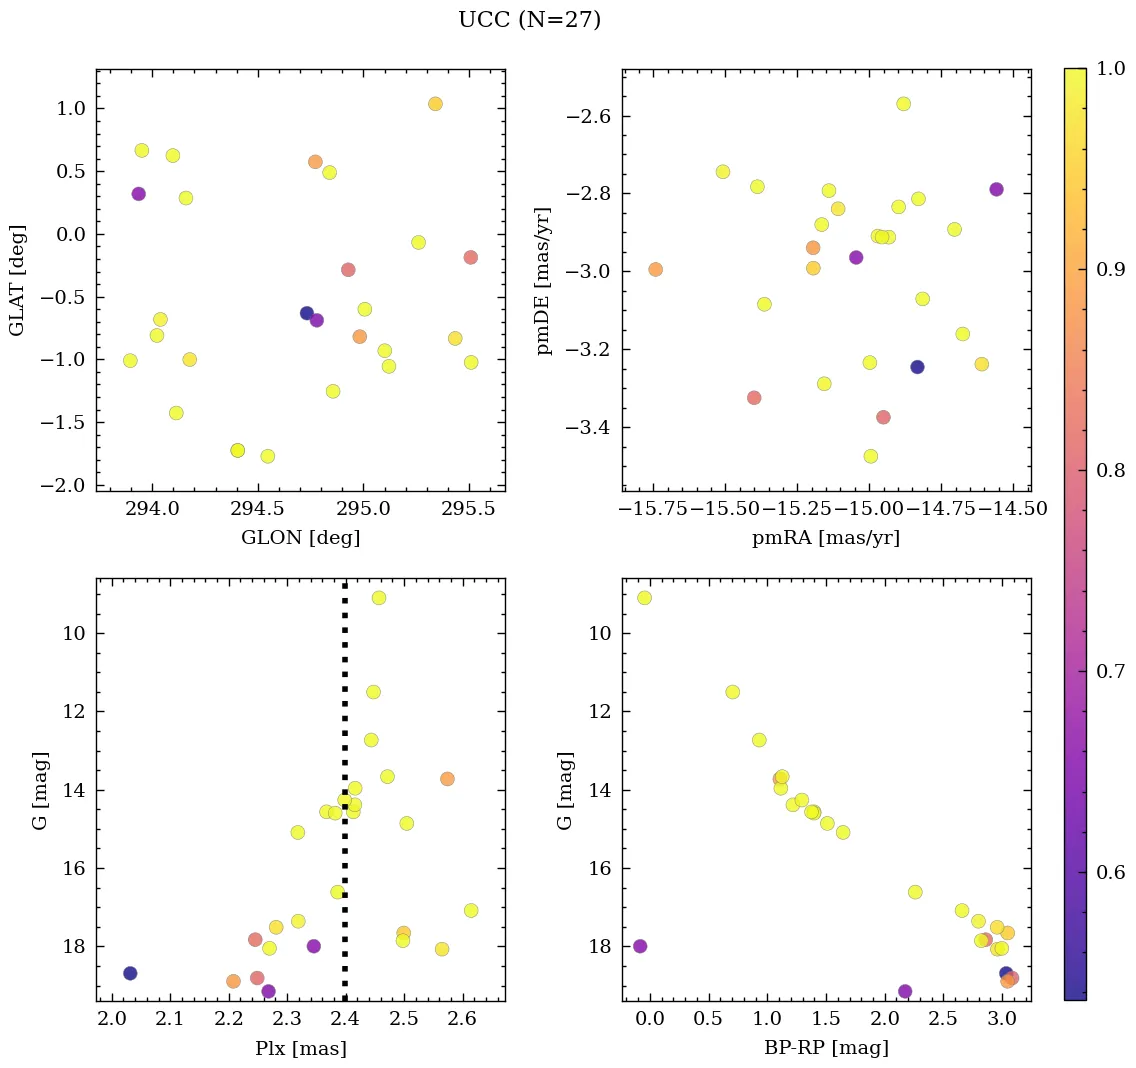 UCC (N=27)
1.0
0.5
0.0
−0.5
−1.0
−1.5
−2.0
GLAT [deg]
294.0 294.5 295.0 295.5
GLON [deg]
−2.6
−2.8
−3.0
−3.2
−3.4
pmDE [mas/yr]
−15.75 −15.50 −15.25 −15.00 −14.75 −14.50
pmRA [mas/yr]
10
12
14
16
18
G [mag]
2.0 2.1 2.2 2.3 2.4 2.5 2.6
Plx [mas]
10
12
14
16
18
G [mag]
0.0 0.5 1.0 1.5 2.0 2.5 3.0
BP-RP [mag]
1.0
0.9
0.8
0.7
0.6